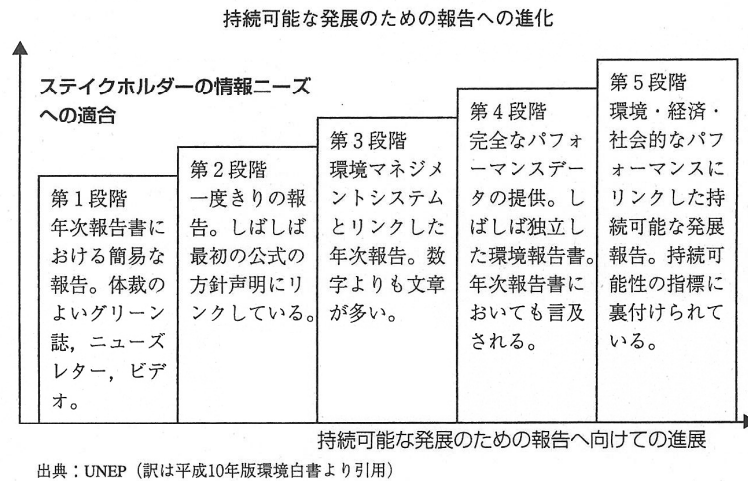 持続可能な発展のための報告への進化
ステイクホルダーの情報ニーズ
への適合
第１段階
年次報告書に
おける簡易な
報告。体裁の
よいグリーン
誌，ニューズ
レター，ビデ
オ。
第２段階
一度きりの報
告。しばしば
最初の公式の
方針声明にリ
ンクしている。
第３段階
環境マネジメ
ントシステム
とリンクした
年次報告。数
字よりも文章
が多い。
第４段階
完全なパフォ
ーマンスデー
タの提供。し
ばしば独立し
た環境報告書。
年次報告書に
おいても言及
される。
第５段階
環境・経済・
社会的なパフ
ォーマンスに
リンクした持
続可能な発展
報告。持続可
能性の指標に
裏付けられて
いる。
持続可能な発展のための報告へ向けての進展
出典：UNEP（訳は平成10年版環境白書より引用）